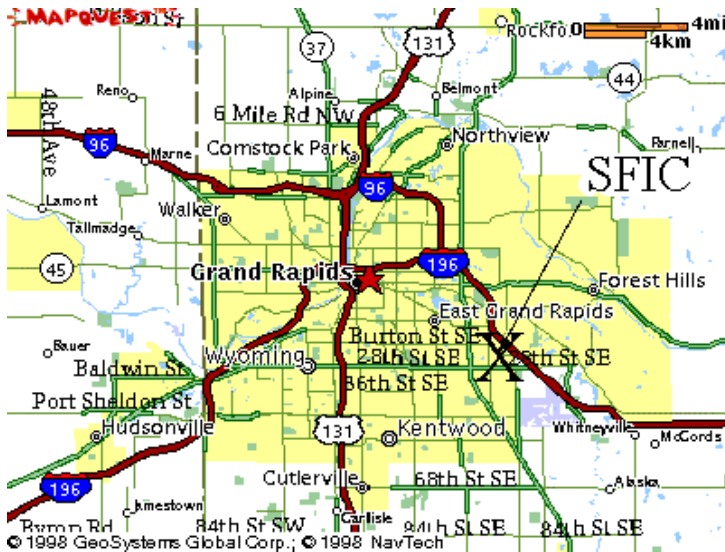 MAPQUEST
on St
Rockfo
0 4mi
4km
131
37
44
Reno
Alpine
Belmont
48th Ave
6 Mile Rd NW
96
Northview
Parnell
Marne
Comstock Park
SFIC
96
Lamont
Walker
Tallmadge
45
196
Grand Rapids
Forest Hills
East Grand Rapids
Burton St SE
Bauer
Wyoming
28th St SE
X
28th St SE
Baldwin St
36th St SE
Port Sheldon St
Hudsonville
131
Kentwood
Whitneyville
McCords
196
Cutlerville
68th St SE
Alaska
Jamestown
Carlisle
Byron Rd
84th St SW
84th St SE
84th St SE
© 1998 GeoSystems Global Corp.; © 1998 NavTech